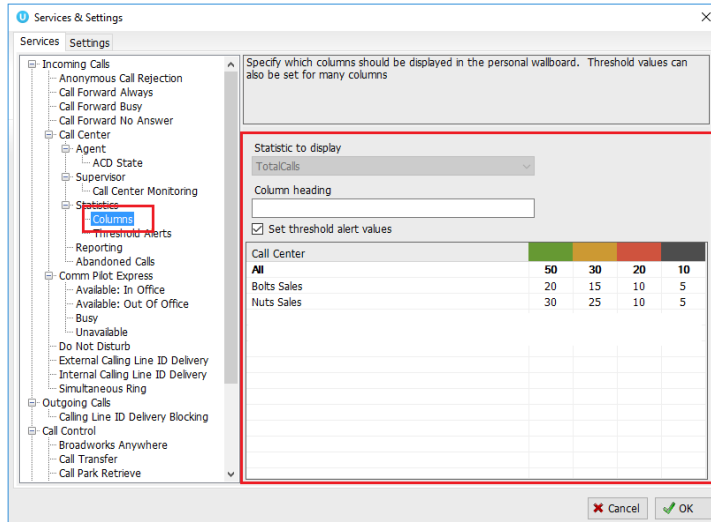 Services & Settings
Services Settings
Incoming Calls
Anonymous Call Rejection
Call Forward Always
Call Forward Busy
Call Forward No Answer
Call Center
Agent
ACD State
Supervisor
Call Center Monitoring
Statistics
Columns
Threshold Alerts
Reporting
Abandoned Calls
Comm Pilot Express
Available: In Office
Available: Out Of Office
Busy
Unavailable
Do Not Disturb
External Calling Line ID Delivery
Internal Calling Line ID Delivery
Simultaneous Ring
Outgoing Calls
Calling Line ID Delivery Blocking
Call Control
Broadworks Anywhere
Call Transfer
Call Park Retrieve
Specify which columns should be displayed in the personal wallboard. Threshold values can
also be set for many columns
Statistic to display
TotalCalls
Column heading
Set threshold alert values
Call Center
All 50 30 20 10
Bolts Sales 20 15 10 5
Nuts Sales 30 25 10 5
Cancel OK